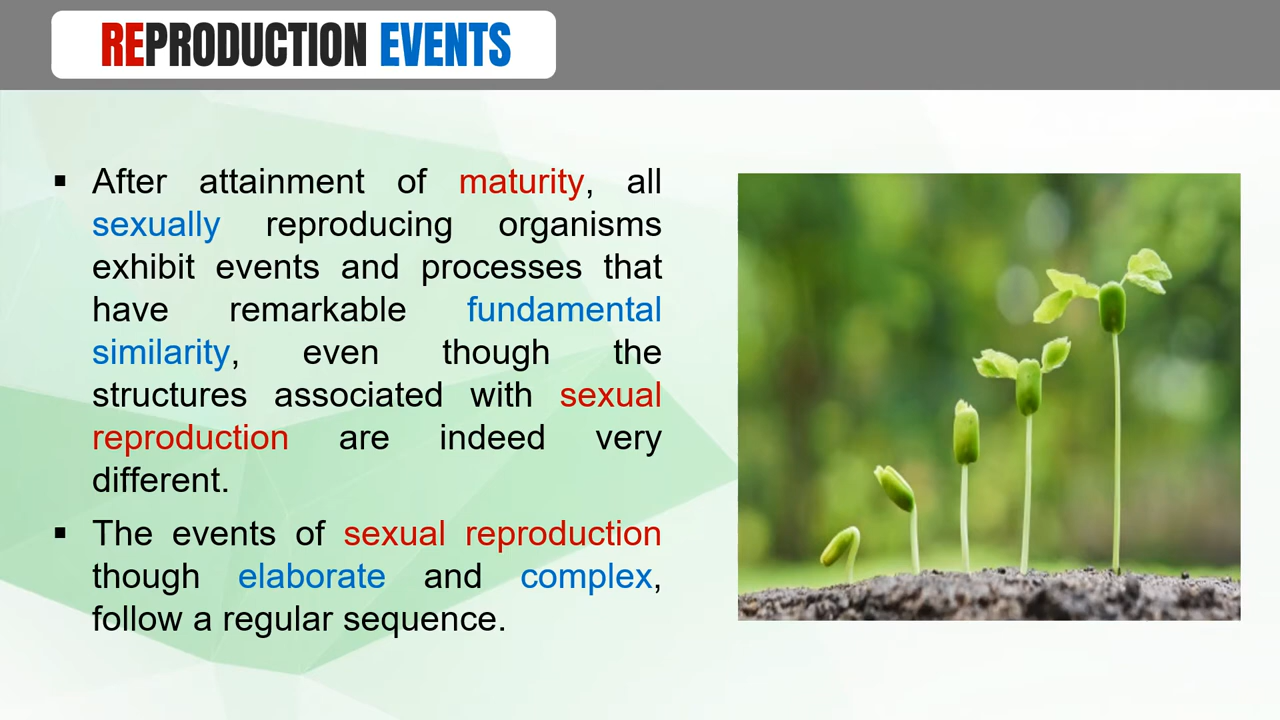 REPRODUCTION EVENTS
▪ After attainment of maturity, all
sexually reproducing organisms
exhibit events and processes that
have remarkable fundamental
similarity, even though the
structures associated with sexual
reproduction are indeed very
different.
▪ The events of sexual reproduction
though elaborate and complex,
follow a regular sequence.